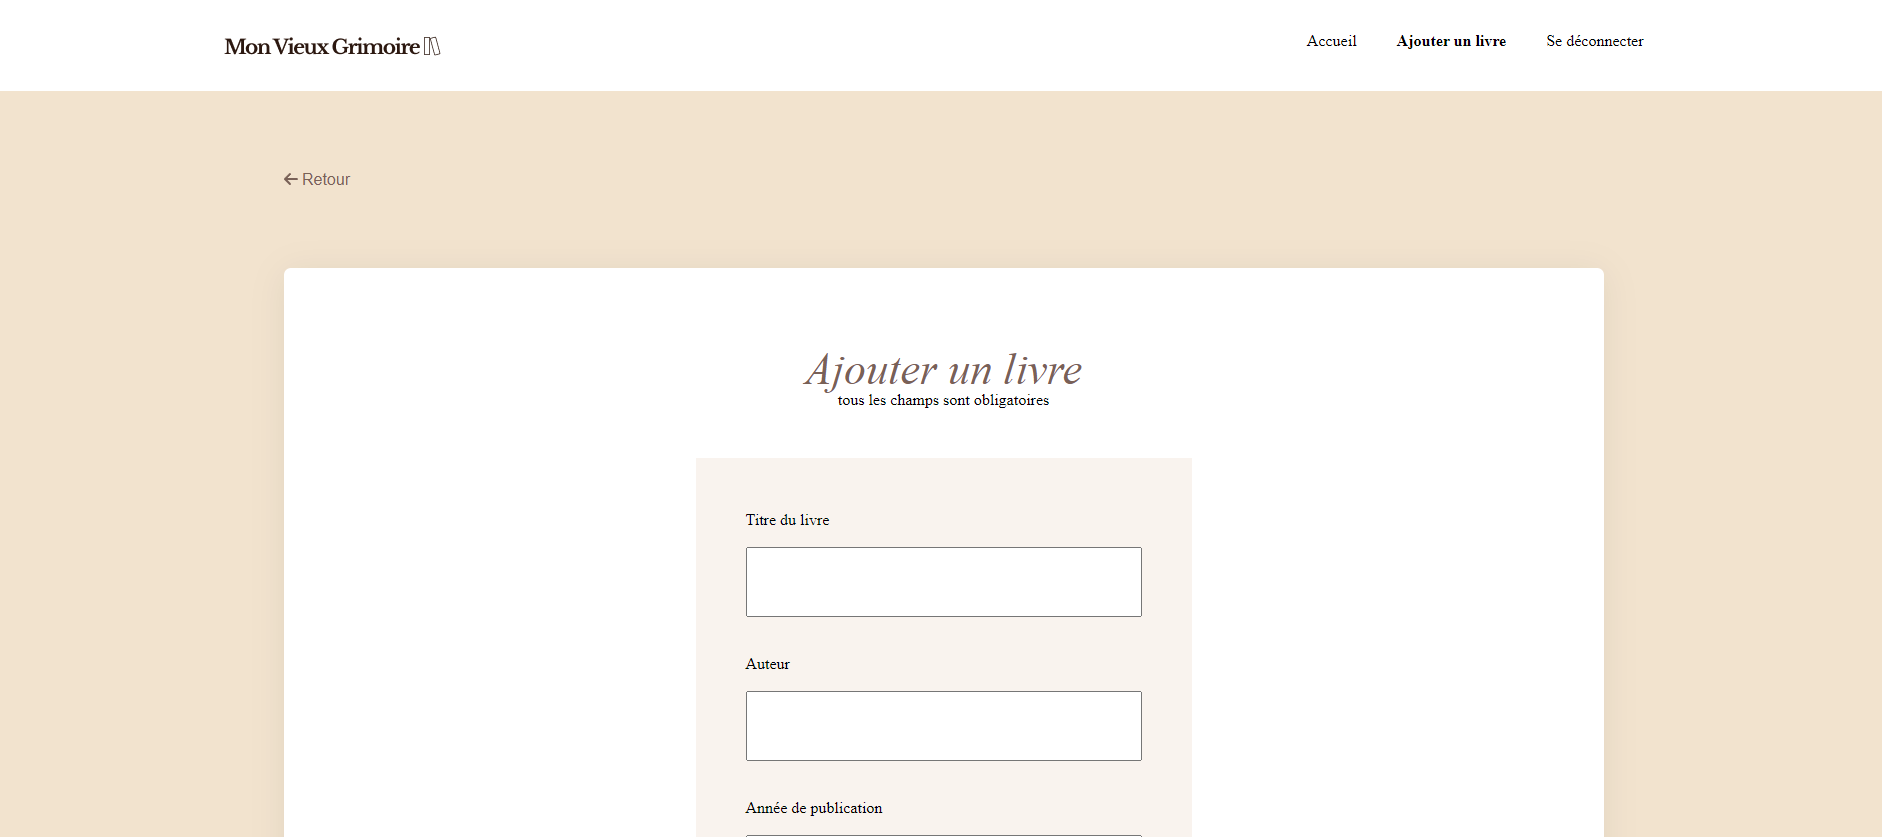 Mon Vieux Grimoire
Accueil
Ajouter un livre
Se déconnecter
Retour
Ajouter un livre
tous les champs sont obligatoires
Titre du livre
Auteur
Année de publication